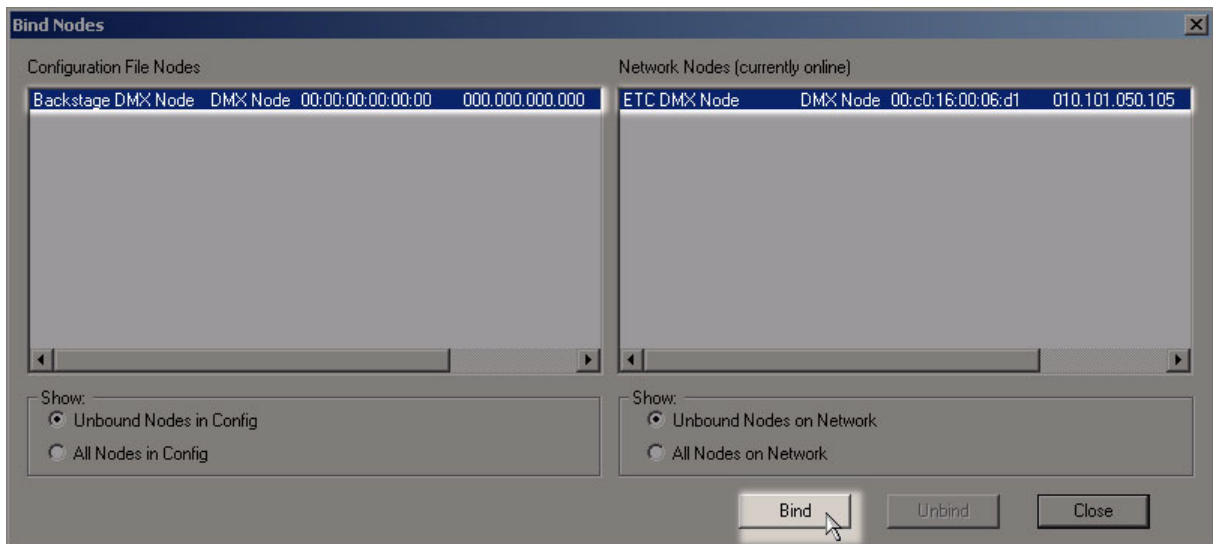 Bind Nodes
Configuration File Nodes
Backstage DMX Node DMX Node 00:00:00:00:00:00 000.000.000.000
Show:
Unbound Nodes in Config
All Nodes in Config
Network Nodes (currently online)
ETC DMX Node DMX Node 00:c0:16:00:06:d1 010.101.050.105
Show:
Unbound Nodes on Network
All Nodes on Network
Bind
Unbind
Close